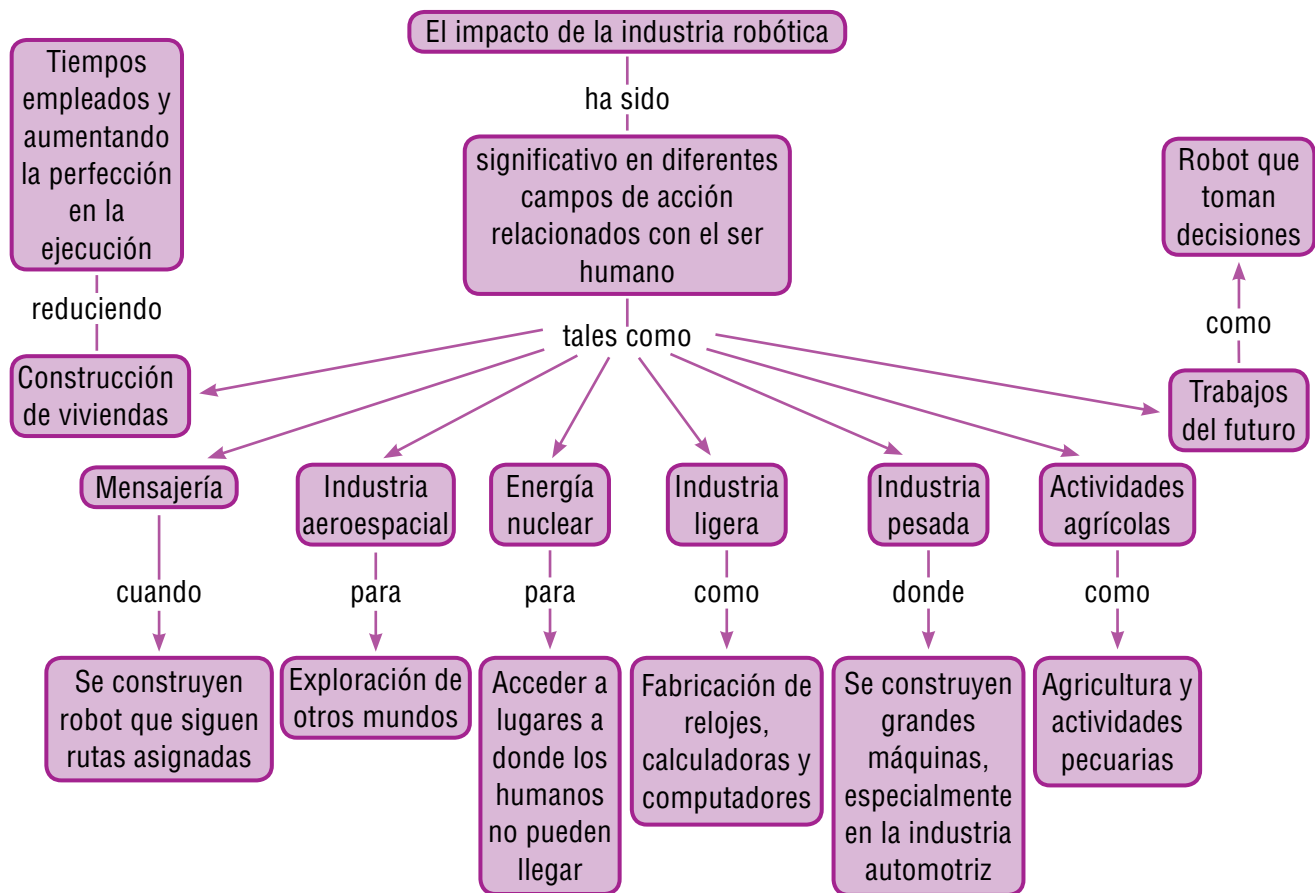 El impacto de la industria robótica
ha sido
significativo en diferentes
campos de acción
relacionados con el ser
humano
tales como
Tiempos
empleados y
aumentando
la perfección
en la
ejecución
reduciendo
Construcción
de viviendas
Robot que
toman
decisiones
como
Trabajos
del futuro
Mensajería
cuando
Se construyen
robot que siguen
rutas asignadas
Industria
aeroespacial
para
Exploración de
otros mundos
Energía
nuclear
para
Acceder a
lugares a
donde los
humanos
no pueden
llegar
Industria
ligera
como
Fabricación de
relojes,
calculadoras y
computadores
Industria
pesada
donde
Se construyen
grandes
máquinas,
especialmente
en la industria
automotriz
Actividades
agrícolas
como
Agricultura y
actividades
pecuarias